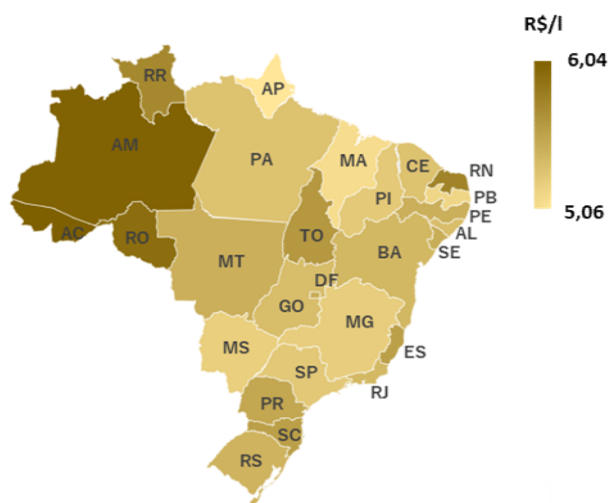 R$/l
6,04
5,06
RR
AP
AM
PA
MA
CE
RN
PI
PB
PE
AC
RO
TO
AL
MT
BA
SE
DF
GO
MG
MS
ES
SP
RJ
PR
SC
RS